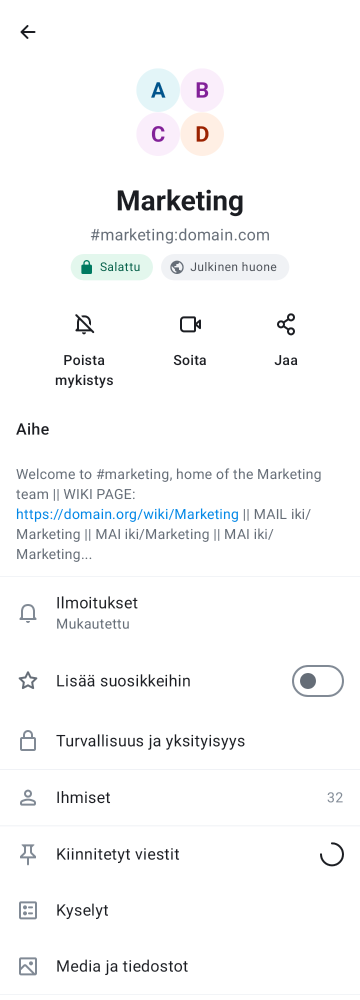 A B
C D
Marketing
#marketing:domain.com
Salattu Julkinen huone
Poista mykistys Soita Jaa
Aihe
Welcome to #marketing, home of the Marketing
team || WIKI PAGE:
https://domain.org/wiki/Marketing || MAIL iki/
Marketing || MAI iki/Marketing || MAI iki/
Marketing...
Ilmoitukset
Mukautettu
Lisää suosikkeihin
Turvallisuus ja yksityisyys
Ihmiset 32
Kiinnitetyt viestit
Kyselyt
Media ja tiedostot